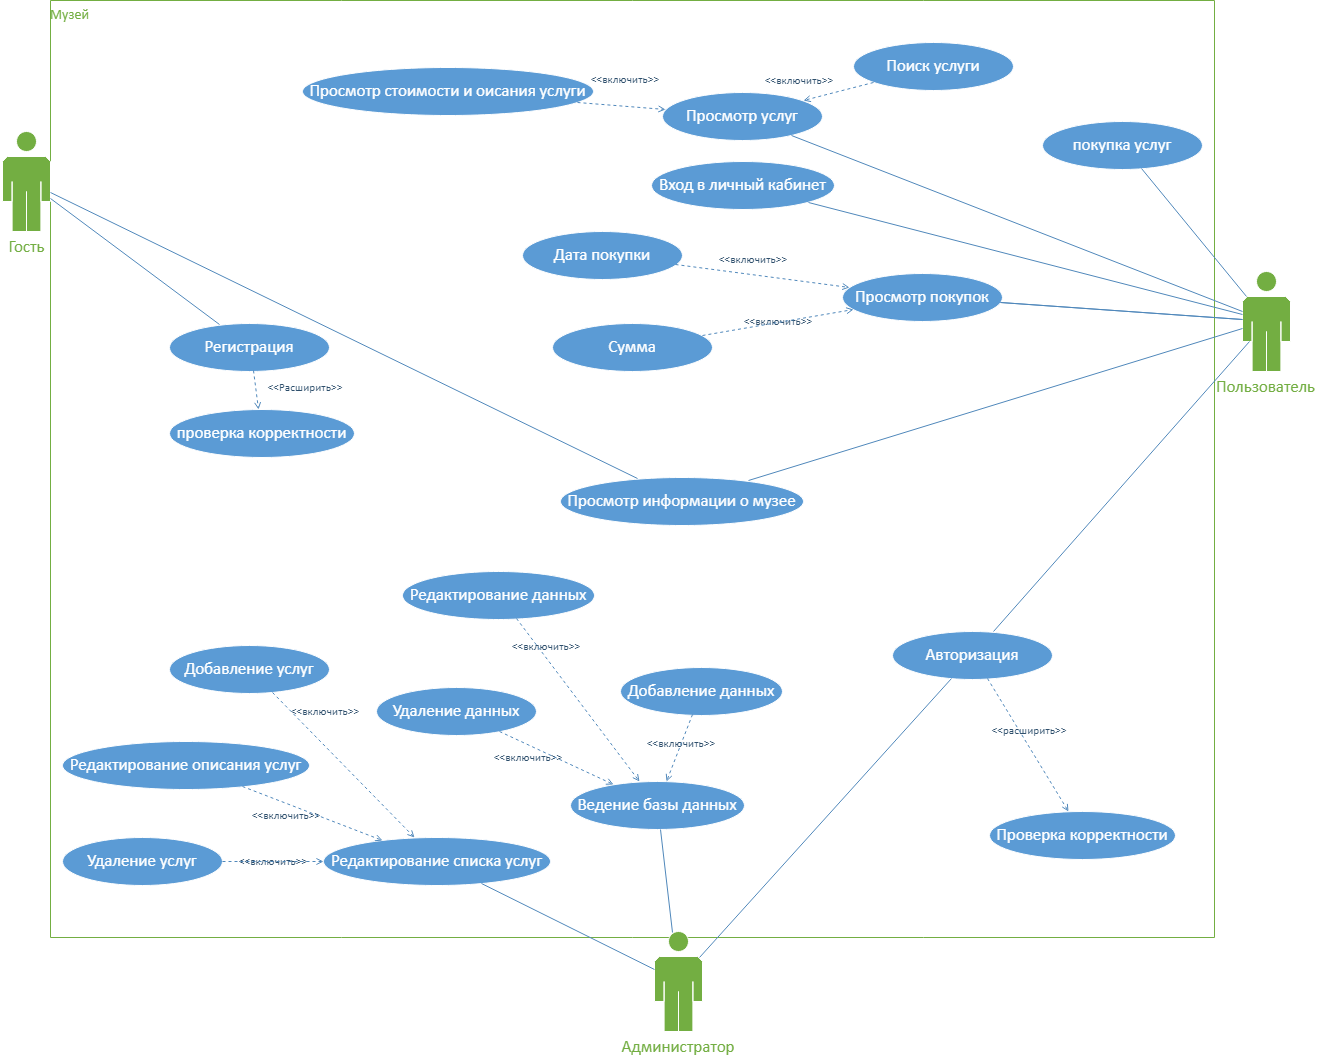 Музей
Поиск услуги
<<включить>>
<<включить>>
Просмотр стоимости и оисания услуги
Просмотр услуг
покупка услуг
Вход в личный кабинет
Гость
Дата покупки
<<включить>>
Просмотр покупок
<<включить>>
Регистрация
Сумма
<<Расширить>>
Пользователь
проверка корректности
Просмотр информации о музее
Редактирование данных
<<включить>>
Авторизация
Добавление услуг
Добавление данных
Удаление данных
<<включить>>
<<расширить>>
<<включить>>
<<включить>>
Редактирование описания услуг
Ведение базы данных
<<включить>>
Проверка корректности
Удаление услуг
<<включить>>
Редактирование списка услуг
Администратор